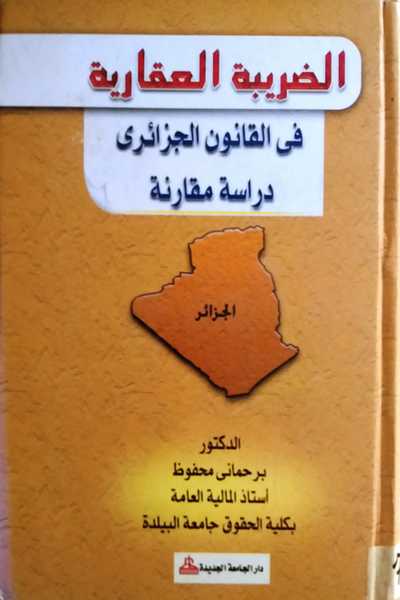 الضريبة العقارية
فى القانون الجزائرى
دراسة مقارنة
الجزائر
الدكتور
برحمانى محفوظ
أستاذ المالية العامة
بكلية الحقوق جامعة البيلدة
دار الجامعة الجديدة